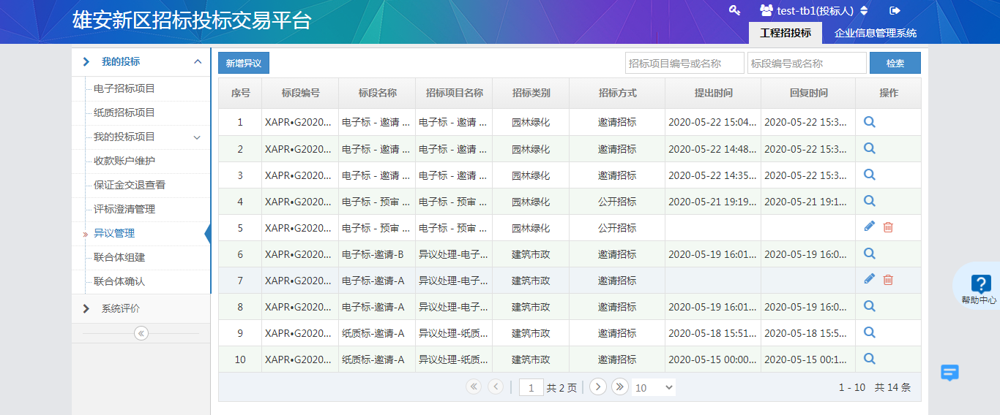 雄安新区招标投标交易平台
test-tb1(投标人)
工程招投标 企业信息管理系统
我的投标
电子招标项目
纸质招标项目
我的投标项目
收款账户维护
保证金交退查看
评标澄清管理
异议管理
联合体组建
联合体确认
系统评价
新增异议 招标项目编号或名称 标段编号或名称 检索
序号 标段编号 标段名称 招标项目名称 招标类别 招标方式 提出时间 回复时间 操作
1 XAPR•G2020... 电子标 - 邀请 ... 电子标 - 邀请 ... 园林绿化 邀请招标 2020-05-22 15:04... 2020-05-22 15:3...
2 XAPR•G2020... 电子标 - 邀请 ... 电子标 - 邀请 ... 园林绿化 邀请招标 2020-05-22 14:48... 2020-05-22 15:3...
3 XAPR•G2020... 电子标 - 邀请 ... 电子标 - 邀请 ... 园林绿化 邀请招标 2020-05-22 14:35... 2020-05-22 15:3...
4 XAPR•G2020... 电子标 - 预审 ... 电子标 - 预审 ... 园林绿化 公开招标 2020-05-21 19:19... 2020-05-21 19:1...
5 XAPR•G2020... 电子标 - 预审 ... 电子标 - 预审 ... 园林绿化 公开招标
6 XAPR•G2020... 电子标-邀请-B 异议处理-电子... 建筑市政 邀请招标 2020-05-19 16:01... 2020-05-19 16:0...
7 XAPR•G2020... 电子标-邀请-A 异议处理-电子... 建筑市政 邀请招标
8 XAPR•G2020... 电子标-邀请-A 异议处理-电子... 建筑市政 邀请招标 2020-05-19 16:01... 2020-05-19 16:0...
9 XAPR•G2020... 纸质标-邀请-A 异议处理-纸质... 建筑市政 邀请招标 2020-05-18 15:51... 2020-05-18 15:5...
10 XAPR•G2020... 纸质标-邀请-A 异议处理-纸质... 建筑市政 邀请招标 2020-05-15 00:00... 2020-05-15 00:1...
1 共 2 页 10 1 - 10 共 14 条
帮助中心